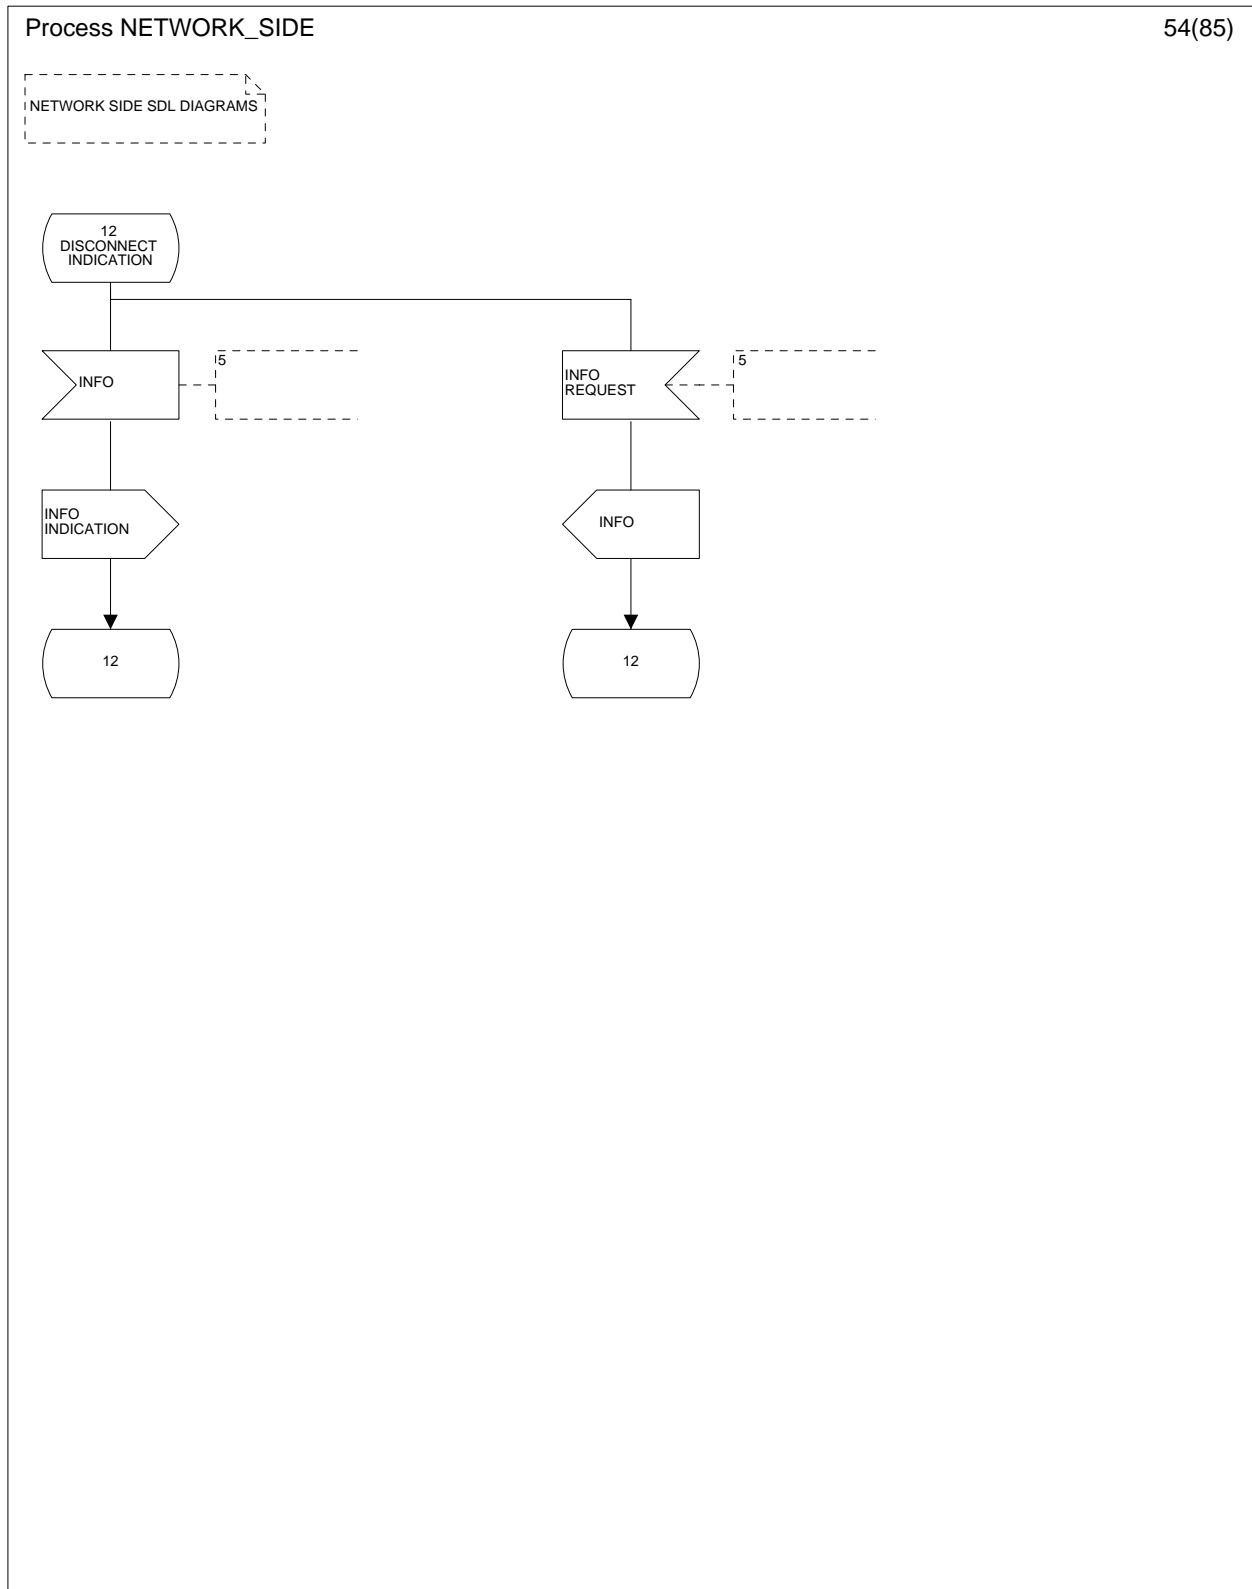 Process NETWORK_SIDE
54(85)
NETWORK SIDE SDL DIAGRAMS
12
DISCONNECT
INDICATION
INFO
5
INFO
REQUEST
5
INFO
INDICATION
INFO
12
12